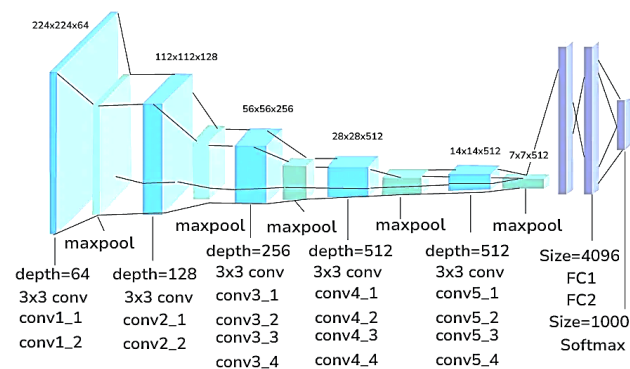 224x224x64
112x112x128
56x56x256
28x28x512
14x14x512
7x7x512
maxpool
maxpool
maxpool
maxpool
maxpool
depth=64
3x3 conv
conv1_1
conv1_2
depth=128
3x3 conv
conv2_1
conv2_2
depth=256
3x3 conv
conv3_1
conv3_2
conv3_3
conv3_4
depth=512
3x3 conv
conv4_1
conv4_2
conv4_3
conv4_4
depth=512
3x3 conv
conv5_1
conv5_2
conv5_3
conv5_4
Size=4096
FC1
FC2
Size=1000
Softmax